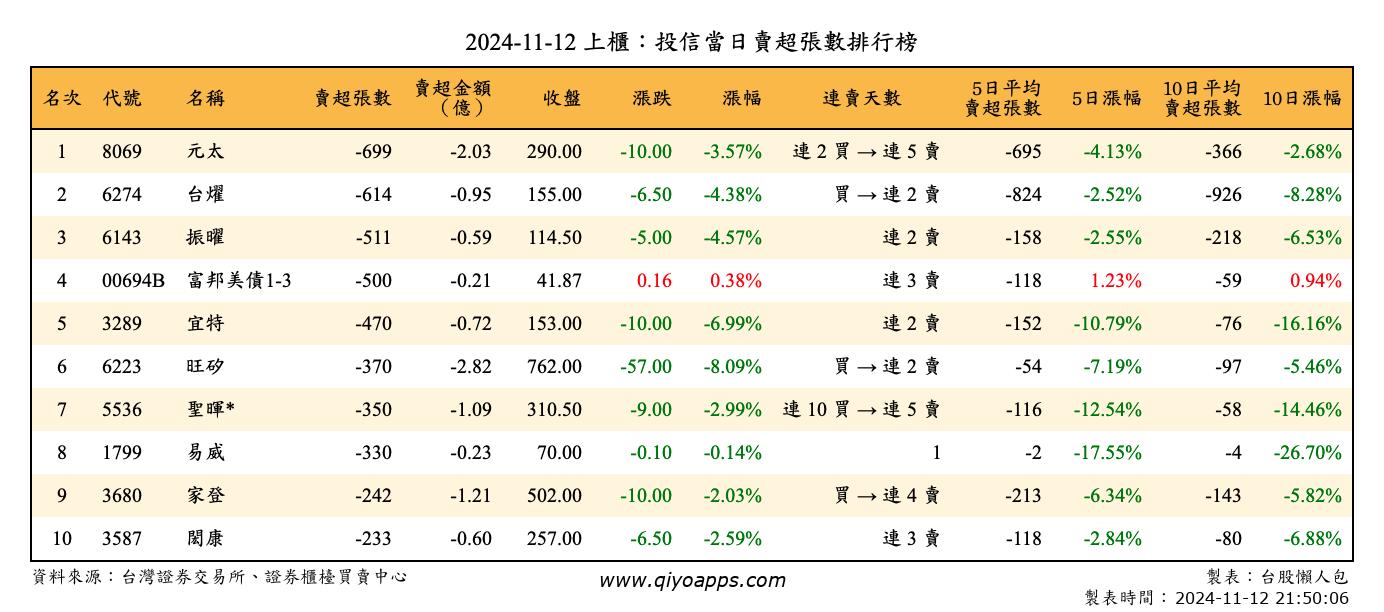 2024-11-12 上櫃：投信當日賣超張數排行榜
名次 代號 名稱 賣超張數 賣超金額（億） 收盤 漲跌 漲幅 連賣天數 5日平均賣超張數 5日漲幅 10日平均賣超張數 10日漲幅
1 8069 元太 -699 -2.03 290.00 -10.00 -3.57% 連 2 買 → 連 5 賣 -695 -4.13% -366 -2.68%
2 6274 台燿 -614 -0.95 155.00 -6.50 -4.38% 買 → 連 2 賣 -824 -2.52% -926 -8.28%
3 6143 振曜 -511 -0.59 114.50 -5.00 -4.57% 連 2 賣 -158 -2.55% -218 -6.53%
4 00694B 富邦美債1-3 -500 -0.21 41.87 0.16 0.38% 連 3 賣 -118 1.23% -59 0.94%
5 3289 宜特 -470 -0.72 153.00 -10.00 -6.99% 連 2 賣 -152 -10.79% -76 -16.16%
6 6223 旺矽 -370 -2.82 762.00 -57.00 -8.09% 買 → 連 2 賣 -54 -7.19% -97 -5.46%
7 5536 聖暉* -350 -1.09 310.50 -9.00 -2.99% 連 10 買 → 連 5 賣 -116 -12.54% -58 -14.46%
8 1799 易威 -330 -0.23 70.00 -0.10 -0.14% 1 -2 -17.55% -4 -26.70%
9 3680 家登 -242 -1.21 502.00 -10.00 -2.03% 買 → 連 4 賣 -213 -6.34% -143 -5.82%
10 3587 閎康 -233 -0.60 257.00 -6.50 -2.59% 連 3 賣 -118 -2.84% -80 -6.88%
資料來源：台灣證券交易所、證券櫃檯買賣中心 www.qiyoapps.com 製表：台股懶人包
製表時間：2024-11-12 21:50:06